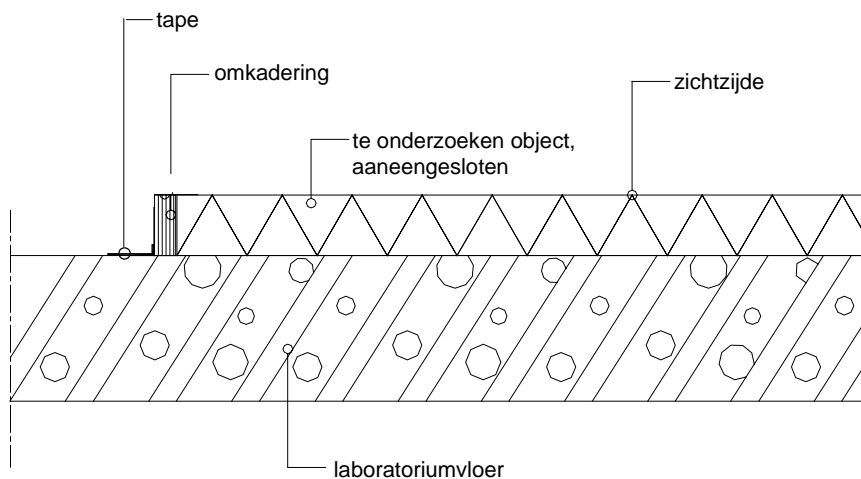 tape
omkadering
zichtzijde
te onderzoeken object,
aaneengesloten
laboratoriumvloer